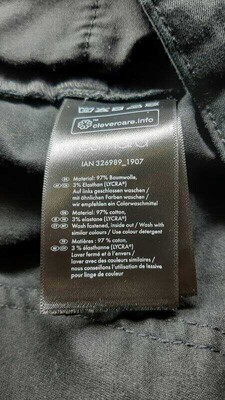 clevercare.info
IAN 326989_1907
Material: 97% Baumwolle,
3% Elasthan (LYCRA®)
Auf links geschlossen waschen /
mit ähnlichen Farben waschen /
wir empfehlen ein Colorwaschmittel
Material: 97% cotton,
3% elastane (LYCRA®)
Wash fastened, inside out / Wash with
similar colours / Use colour detergent
Matières : 97 % coton,
3 % élasthanne (LYCRA®)
Laver fermé et à l'envers /
laver avec des couleurs similaires /
nous conseillons l'utilisation de lessive
pour linge de couleur